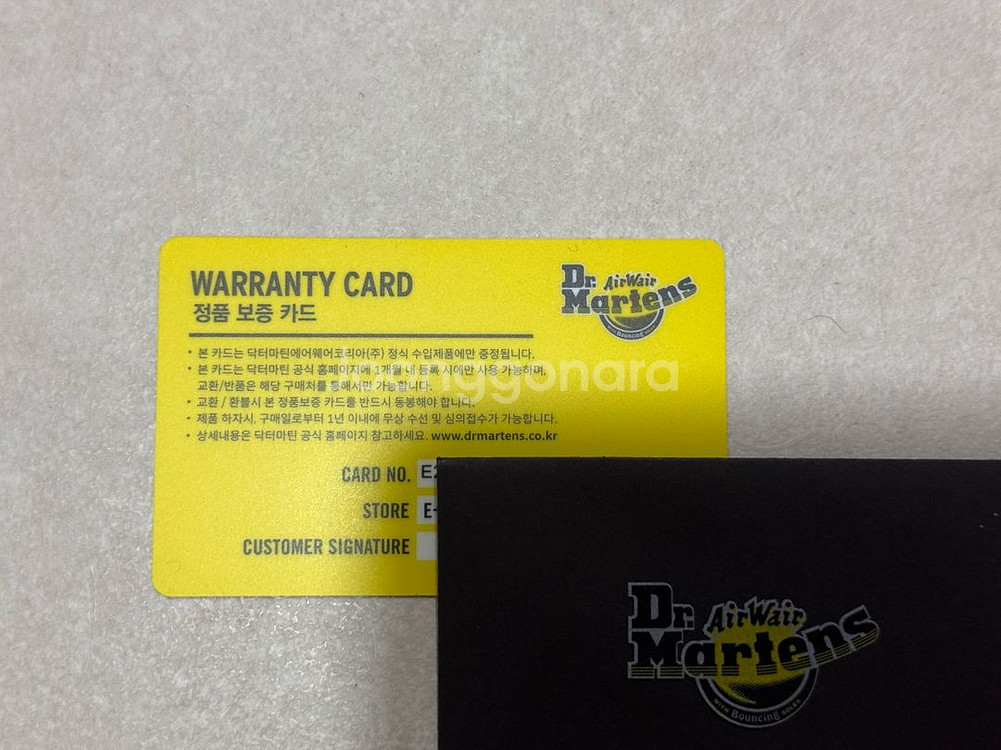 WARRANTY CARD
정품 보증 카드
Dr. Martens
AirWair
Bouncing
• 본 카드는 닥터마틴에어웨어코리아(주) 정식 수입제품에만 증정됩니다.
• 본 카드는 닥터마틴 공식 홈페이지에 1개월 내 등록 시에만 사용 가능하며,
교환/반품은 해당 구매처를 통해서만 가능합니다.
• 교환 / 환불시 본 정품보증 카드를 반드시 동봉해야 합니다.
• 제품 하자시, 구매일로부터 1년 이내에 무상 수선 및 심의접수가 가능합니다.
• 상세내용은 닥터마틴 공식 홈페이지 참고하세요. www.drmartens.co.kr
CARD NO. E2
STORE E-
CUSTOMER SIGNATURE
Dr. Martens
AirWair
WITH Bouncing SOLES